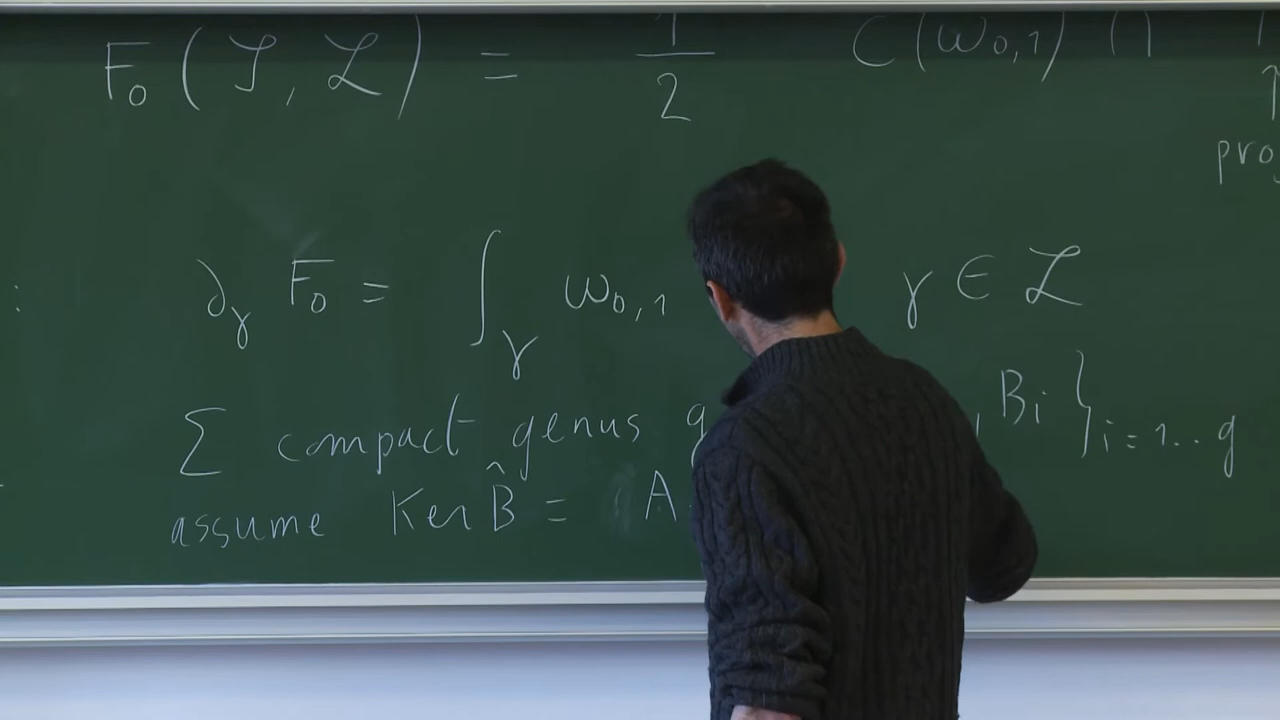 F₀(𝒮, ℒ) = 1/2 C(ω₀,₁) ∩
pro
: ∂_γ F₀ = ∫_γ ω₀,₁ γ ∈ ℒ
Σ compact genus g , Bᵢ }ᵢ₌₁..g
assume Ker B̂ = A